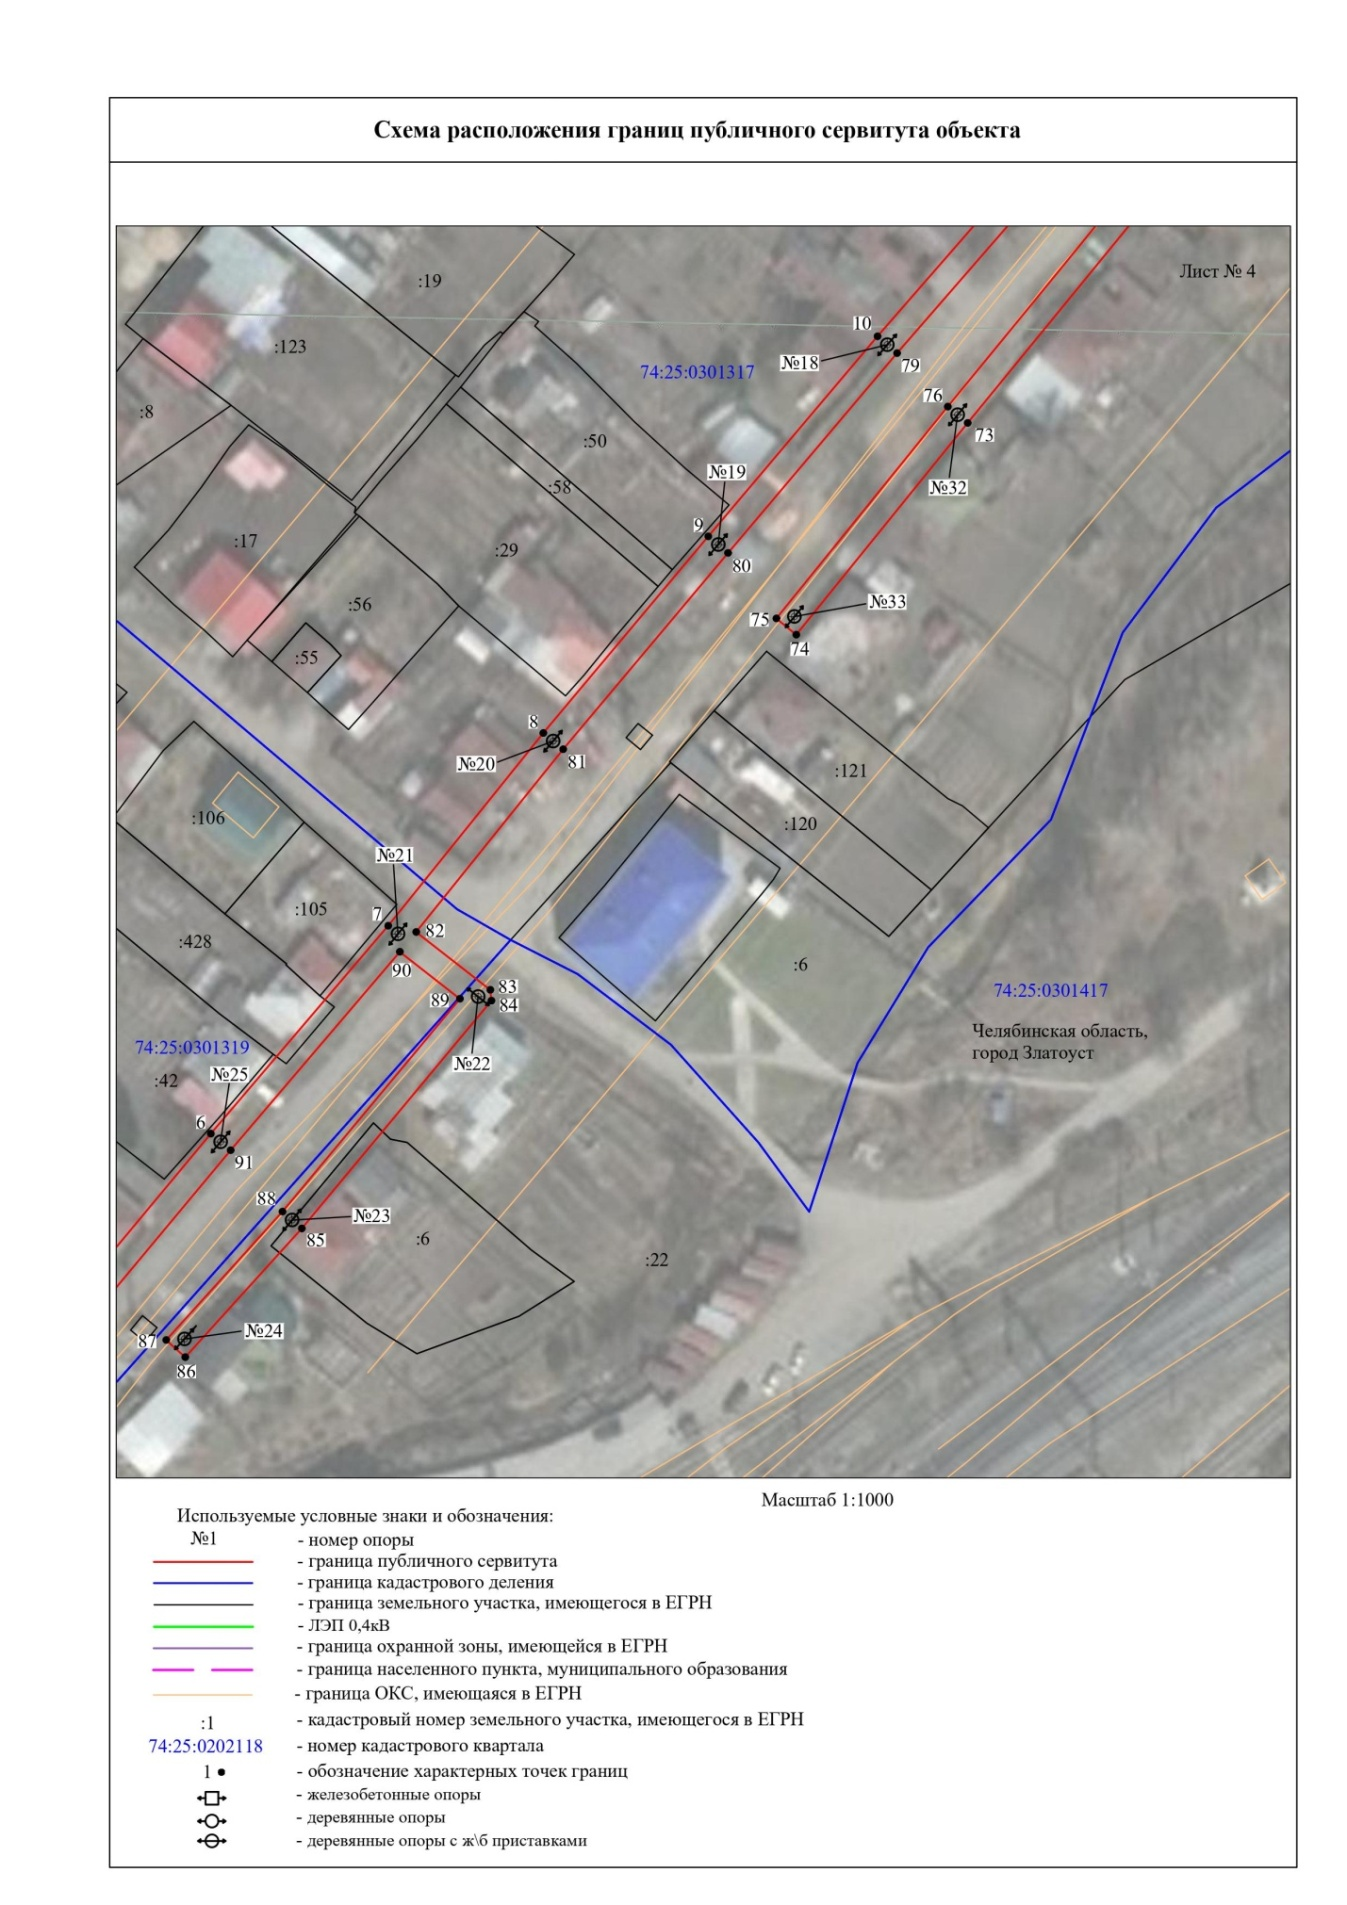 Схема расположения границ публичного сервитута объекта
Лист № 4
:19
:123
10
№18
79
74:25:0301317
76
73
:8
:50
№19
№32
:58
9
:17
:29
80
:56
№33
75
74
:55
8
№20
81
:121
:106
:120
№21
:105
7
82
:428
90
:6
83
89
84
74:25:0301417
Челябинская область,
город Златоуст
74:25:0301319
№22
:42
№25
6
91
88
№23
85
:6
:22
№24
87
86
Масштаб 1:1000
Используемые условные знаки и обозначения:
№1 - номер опоры
- граница публичного сервитута
- граница кадастрового деления
- граница земельного участка, имеющегося в ЕГРН
- ЛЭП 0,4кВ
- граница охранной зоны, имеющейся в ЕГРН
- граница населенного пункта, муниципального образования
- граница ОКС, имеющаяся в ЕГРН
:1 - кадастровый номер земельного участка, имеющегося в ЕГРН
74:25:0202118 - номер кадастрового квартала
1 - обозначение характерных точек границ
- железобетонные опоры
- деревянные опоры
- деревянные опоры с ж\б приставками